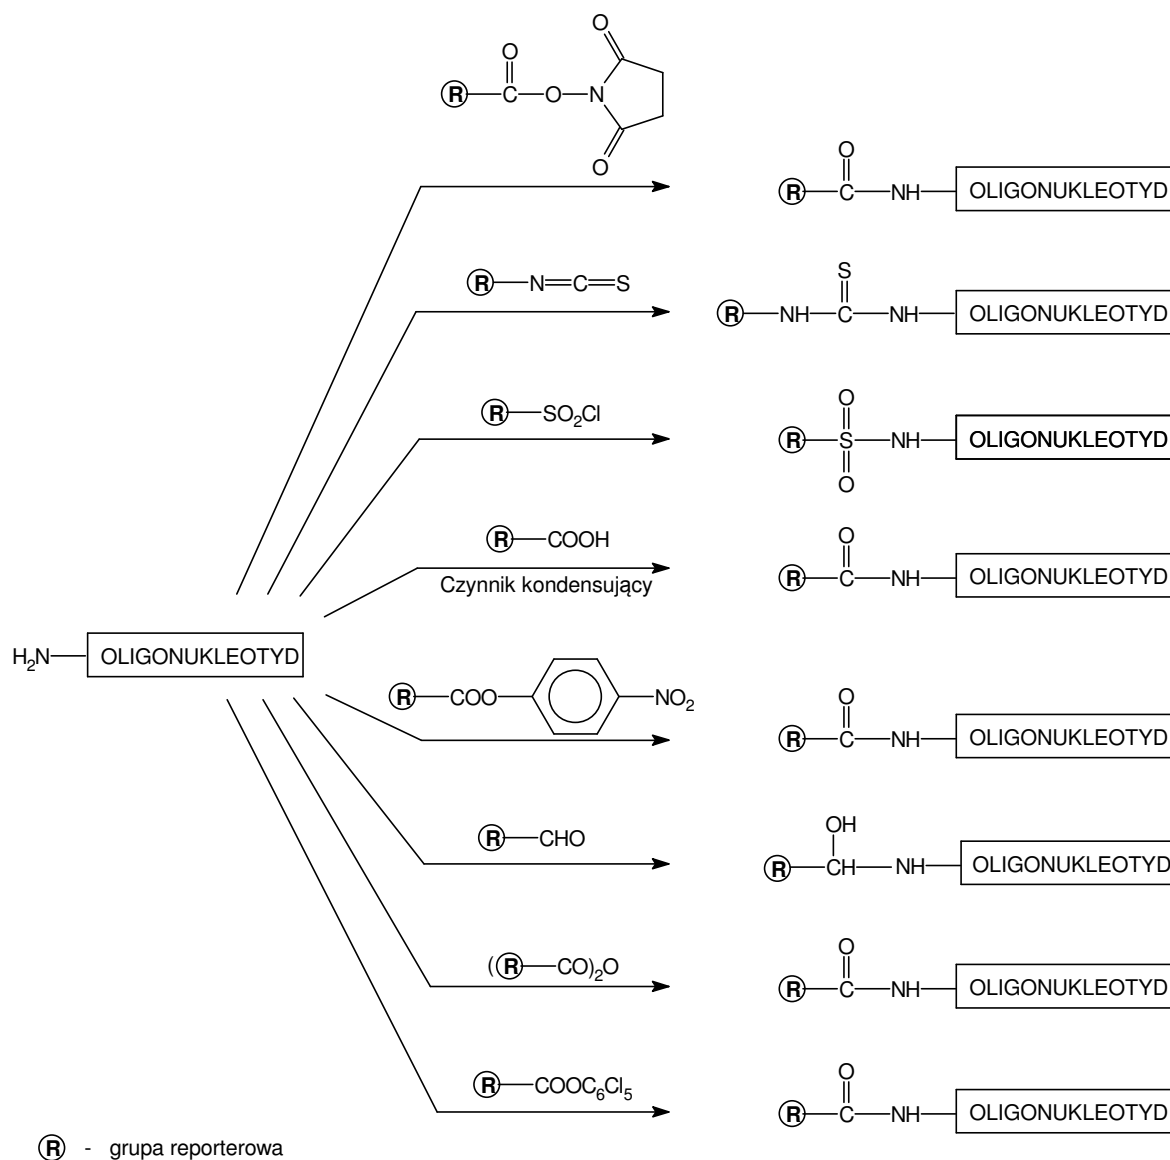 O
O
R C O N
O
O
R C NH OLIGONUKLEOTYD
R N C S
S
R NH C NH OLIGONUKLEOTYD
R SO2Cl
O
R S NH OLIGONUKLEOTYD
O
R COOH
Czynnik kondensujący
O
R C NH OLIGONUKLEOTYD
H2N OLIGONUKLEOTYD
R COO NO2
O
R C NH OLIGONUKLEOTYD
R CHO
OH
R CH NH OLIGONUKLEOTYD
(R CO)2O
O
R C NH OLIGONUKLEOTYD
R COOC6Cl5
O
R C NH OLIGONUKLEOTYD
R - grupa reporterowa